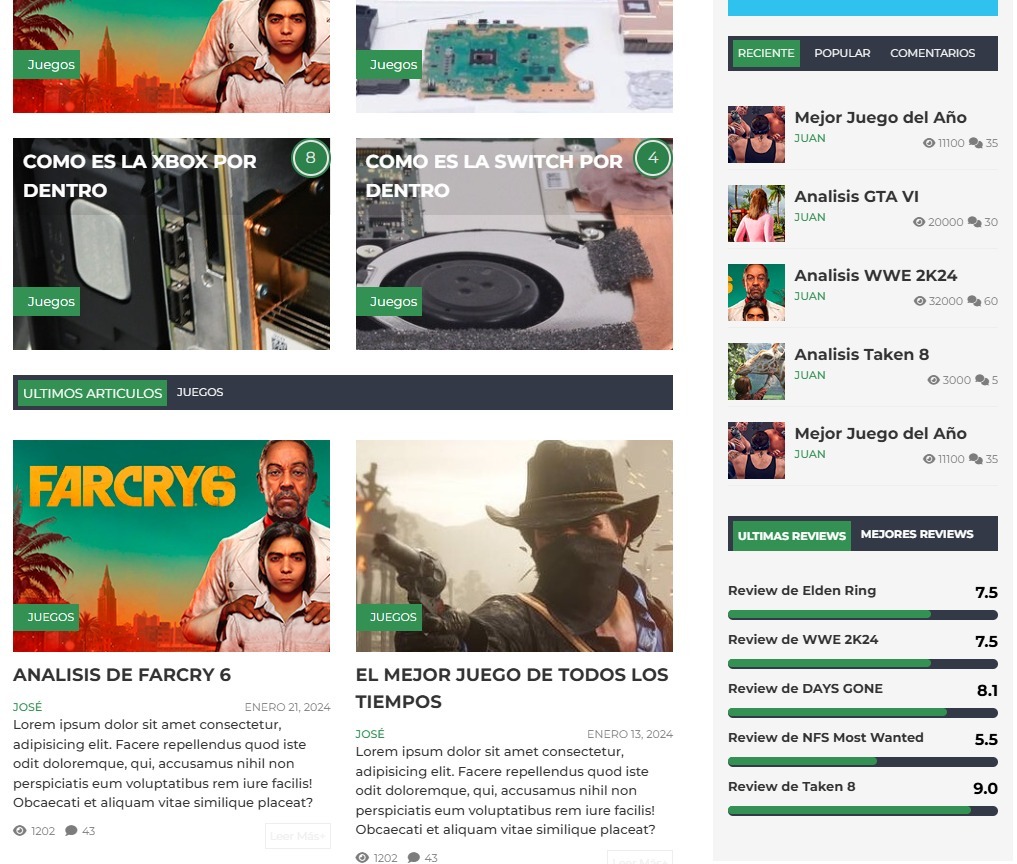 Juegos
Juegos
COMO ES LA XBOX POR
DENTRO
8
Juegos
COMO ES LA SWITCH POR
DENTRO
4
Juegos
ULTIMOS ARTICULOS JUEGOS
FARCRY6
JUEGOS
ANALISIS DE FARCRY 6
JOSÉ ENERO 21, 2024
Lorem ipsum dolor sit amet consectetur,
adipisicing elit. Facere repellendus quod iste
odit doloremque, qui, accusamus nihil non
perspiciatis eum voluptatibus rem iure facilis!
Obcaecati et aliquam vitae similique placeat?
1202 43
Leer Más+
JUEGOS
EL MEJOR JUEGO DE TODOS LOS
TIEMPOS
JOSÉ ENERO 13, 2024
Lorem ipsum dolor sit amet consectetur,
adipisicing elit. Facere repellendus quod iste
odit doloremque, qui, accusamus nihil non
perspiciatis eum voluptatibus rem iure facilis!
Obcaecati et aliquam vitae similique placeat?
1202 43
Leer Más+
RECIENTE POPULAR COMENTARIOS
Mejor Juego del Año
JUAN
11100 35
Analisis GTA VI
JUAN
20000 30
Analisis WWE 2K24
JUAN
32000 60
Analisis Taken 8
JUAN
3000 5
Mejor Juego del Año
JUAN
11100 35
ULTIMAS REVIEWS MEJORES REVIEWS
Review de Elden Ring 7.5
Review de WWE 2K24 7.5
Review de DAYS GONE 8.1
Review de NFS Most Wanted 5.5
Review de Taken 8 9.0